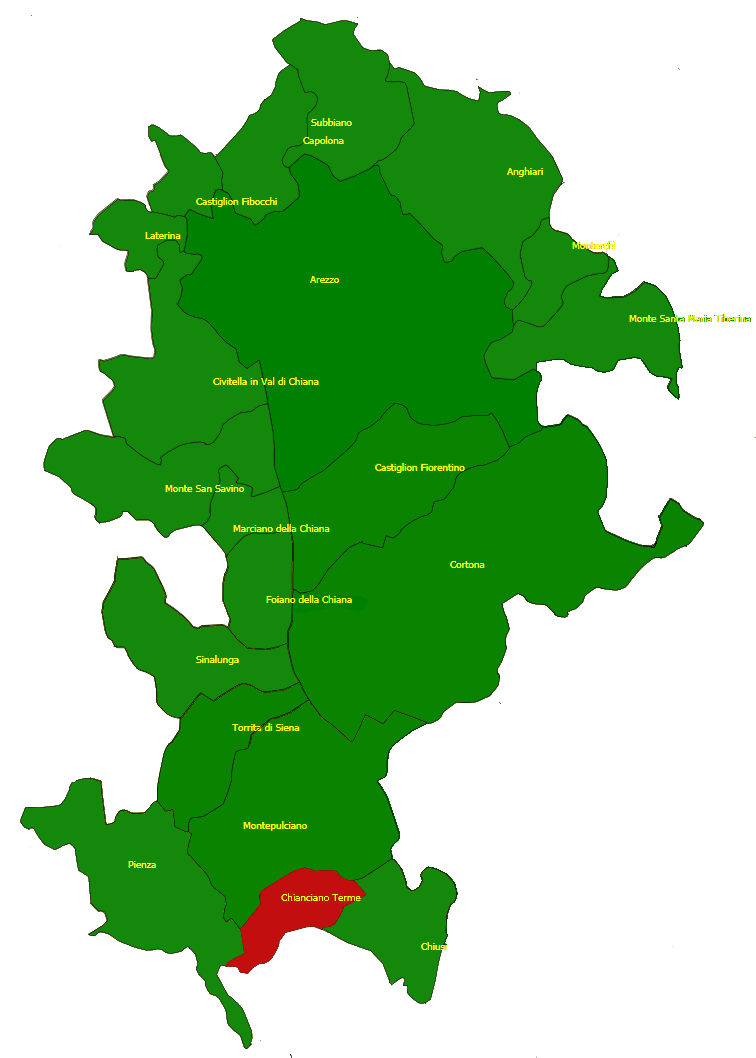 Subbiano
Capolona
Anghiari
Castiglion Fibocchi
Laterina
Monterchi
Arezzo
Monte Santa Maria Tiberina
Civitella in Val di Chiana
Castiglion Fiorentino
Monte San Savino
Marciano della Chiana
Cortona
Foiano della Chiana
Sinalunga
Torrita di Siena
Montepulciano
Pienza
Chianciano Terme
Chiusi